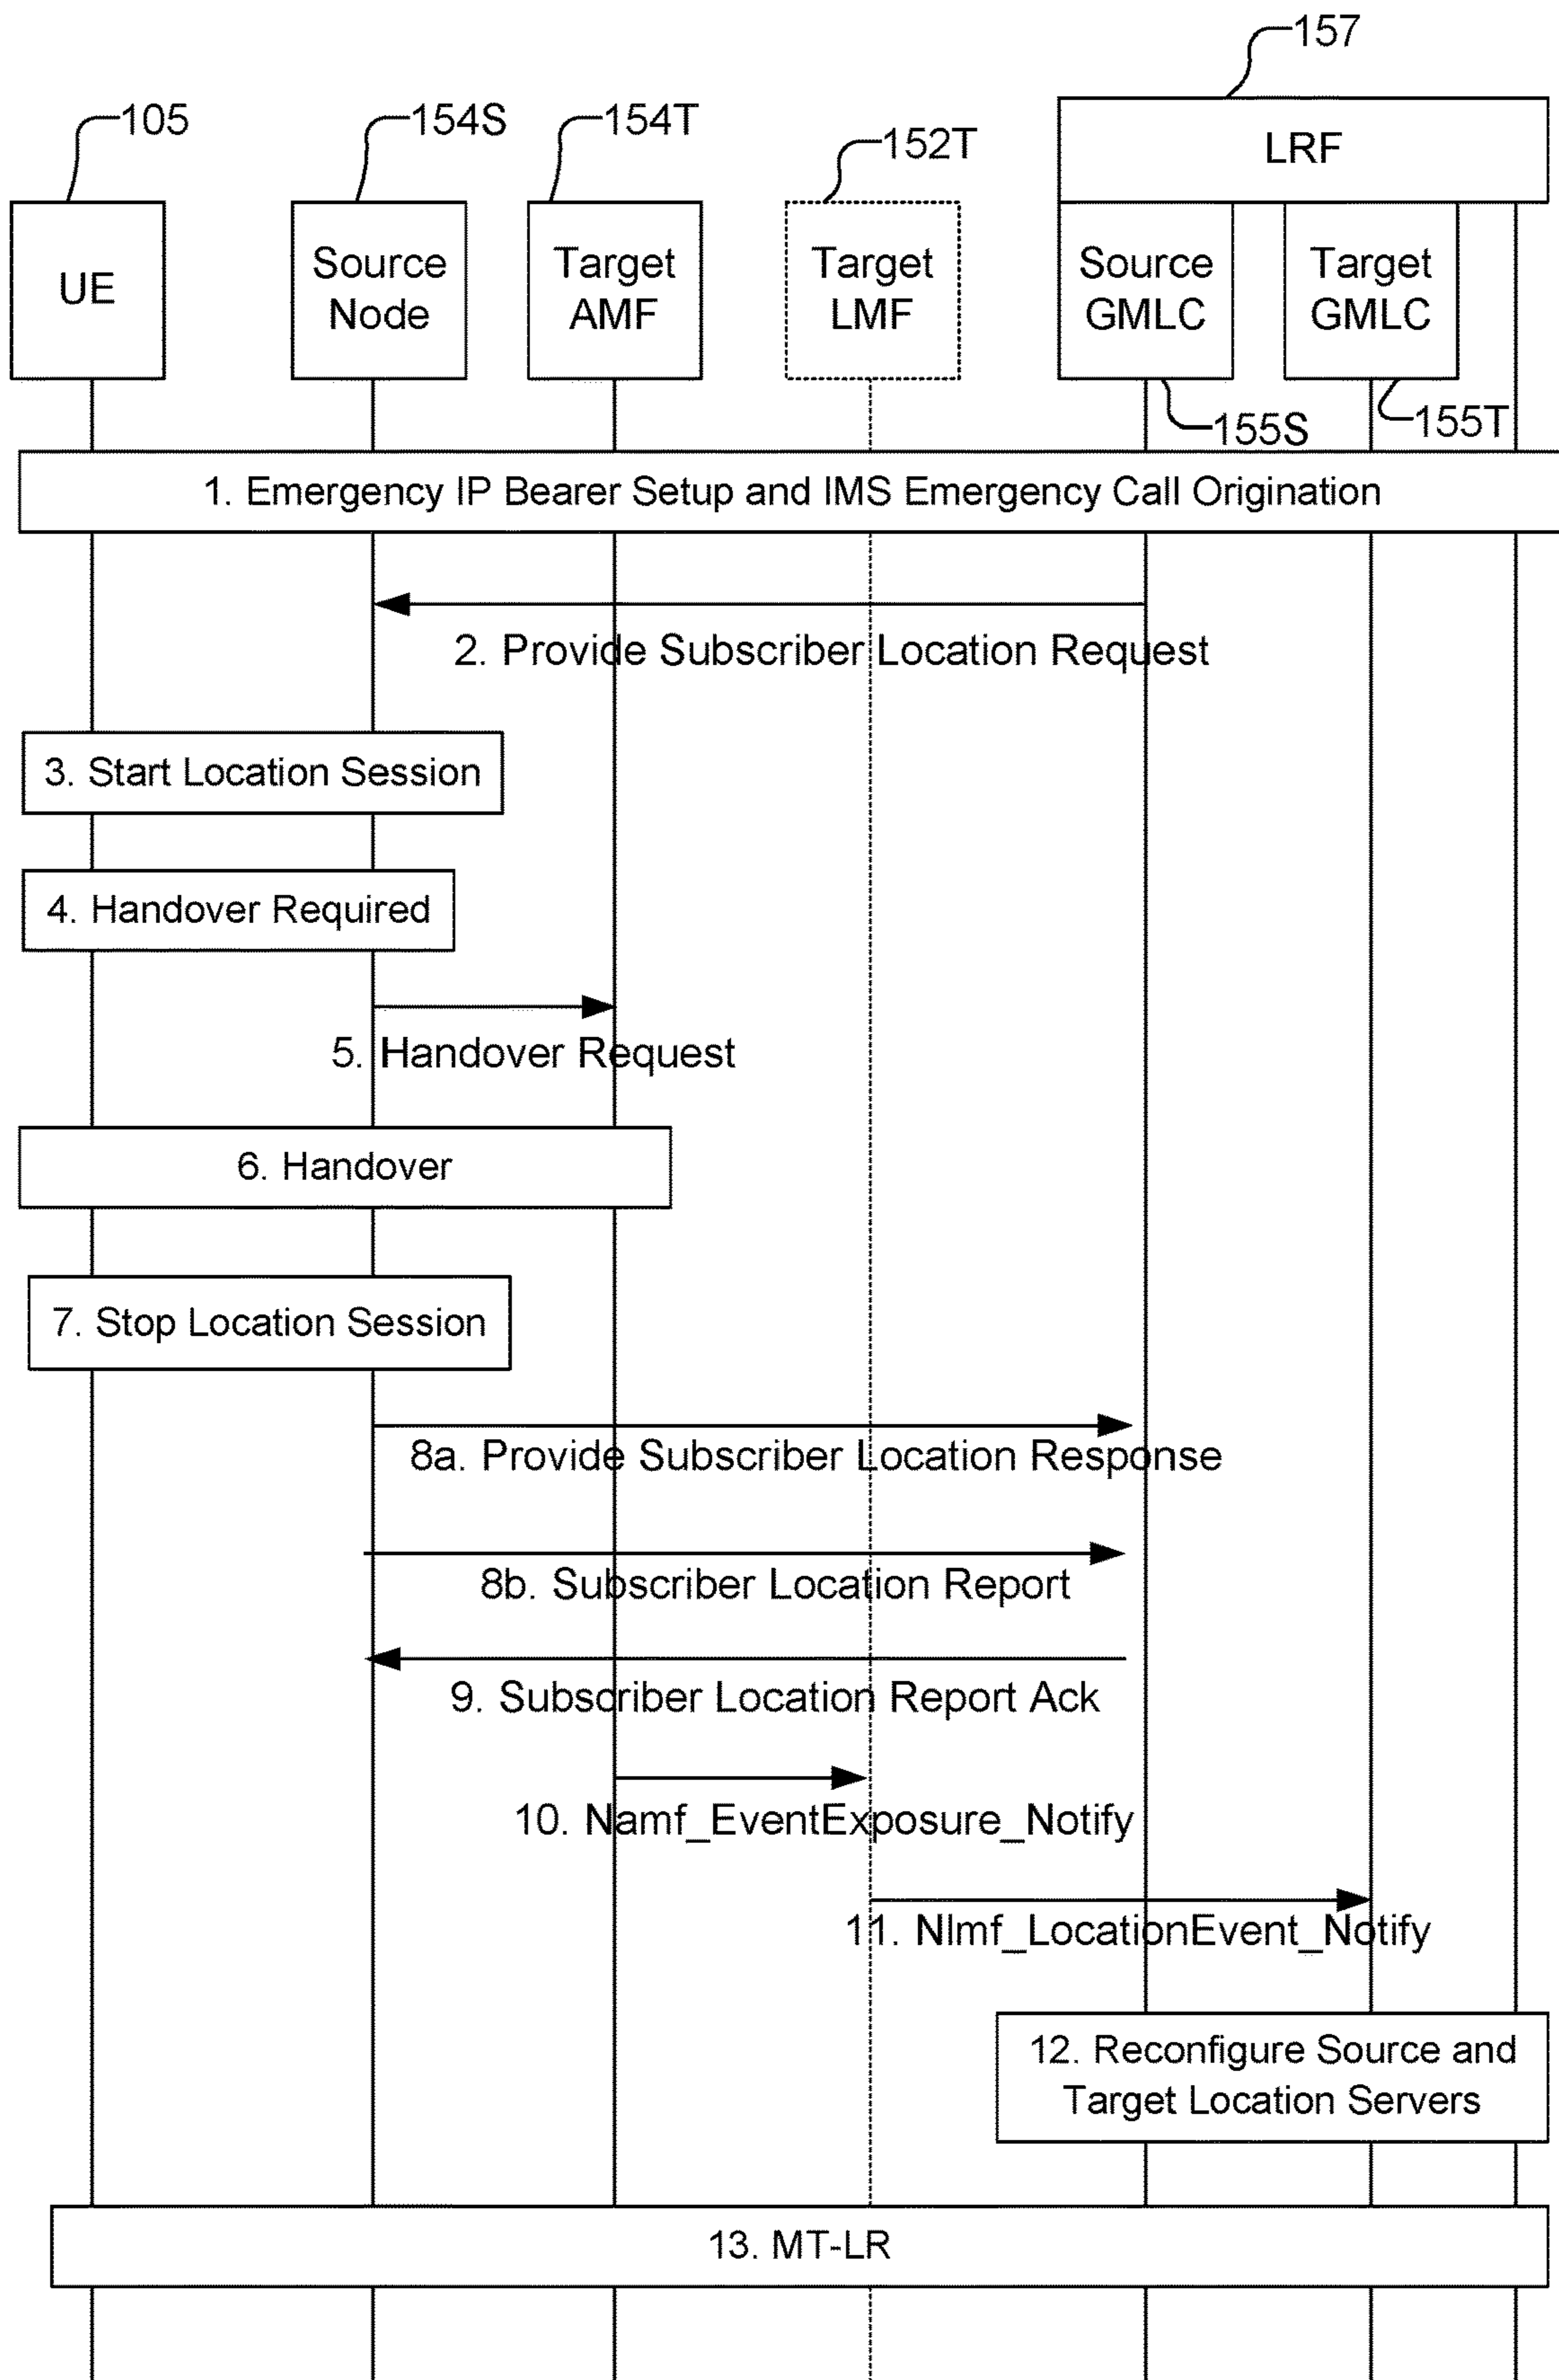 157
105
154S
154T
152T
LRF
UE
Source
Node
Target
AMF
Target
LMF
Source
GMLC
Target
GMLC
155S
155T
1. Emergency IP Bearer Setup and IMS Emergency Call Origination
2. Provide Subscriber Location Request
3. Start Location Session
4. Handover Required
5. Handover Request
6. Handover
7. Stop Location Session
8a. Provide Subscriber Location Response
8b. Subscriber Location Report
9. Subscriber Location Report Ack
10. Namf_EventExposure_Notify
11. Nlmf_LocationEvent_Notify
12. Reconfigure Source and
Target Location Servers
13. MT-LR